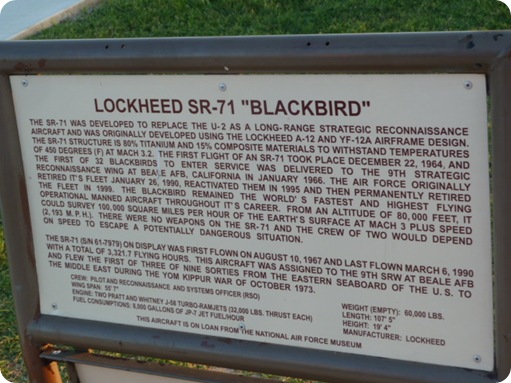 LOCKHEED SR-71 "BLACKBIRD"
THE SR-71 WAS DEVELOPED TO REPLACE THE U-2 AS A LONG-RANGE STRATEGIC RECONNAISSANCE
AIRCRAFT AND WAS ORIGINALLY DEVELOPED USING THE LOCKHEED A-12 AND YF-12A AIRFRAME DESIGN.
THE SR-71 STRUCTURE IS 80% TITANIUM AND 15% COMPOSITE MATERIALS TO WITHSTAND TEMPERATURES
OF 450 DEGREES (F) AT MACH 3.2. THE FIRST FLIGHT OF AN SR-71 TOOK PLACE DECEMBER 22, 1964, AND
THE FIRST OF 32 BLACKBIRDS TO ENTER SERVICE WAS DELIVERED TO THE 9TH STRATEGIC
RECONNAISSANCE WING AT BEALE AFB, CALIFORNIA IN JANUARY 1966. THE AIR FORCE ORIGINALLY
RETIRED IT'S FLEET JANUARY 26, 1990, REACTIVATED THEM IN 1995 AND THEN PERMANENTLY RETIRED
THE FLEET IN 1999. THE BLACKBIRD REMAINED THE WORLD'S FASTEST AND HIGHEST FLYING
OPERATIONAL MANNED AIRCRAFT THROUGHOUT IT'S CAREER. FROM AN ALTITUDE OF 80,000 FEET, IT
COULD SURVEY 100,000 SQUARE MILES PER HOUR OF THE EARTH'S SURFACE AT MACH 3 PLUS SPEED
(2,193 M.P.H.). THERE WERE NO WEAPONS ON THE SR-71 AND THE CREW OF TWO WOULD DEPEND
ON SPEED TO ESCAPE A POTENTIALLY DANGEROUS SITUATION.
THE SR-71 (S/N 61-7979) ON DISPLAY WAS FIRST FLOWN ON AUGUST 10, 1967 AND LAST FLOWN MARCH 6, 1990
WITH A TOTAL OF 3,321.7 FLYING HOURS. THIS AIRCRAFT WAS ASSIGNED TO THE 9TH SRW AT BEALE AFB
AND FLEW THE FIRST OF THREE OF NINE SORTIES FROM THE EASTERN SEABOARD OF THE U.S. TO
THE MIDDLE EAST DURING THE YOM KIPPUR WAR OF OCTOBER 1973.
CREW: PILOT AND RECONNAISSANCE AND SYSTEMS OFFICER (RSO)
WING SPAN: 55' 7"
ENGINE: TWO PRATT AND WHITNEY J-58 TURBO-RAMJETS (32,000 LBS. THRUST EACH)
FUEL CONSUMPTIONS: 8,000 GALLONS OF JP-7 JET FUEL/HOUR
WEIGHT (EMPTY): 60,000 LBS.
LENGTH: 107' 5"
HEIGHT: 19' 4"
MANUFACTURER: LOCKHEED
THIS AIRCRAFT IS ON LOAN FROM THE NATIONAL AIR FORCE MUSEUM